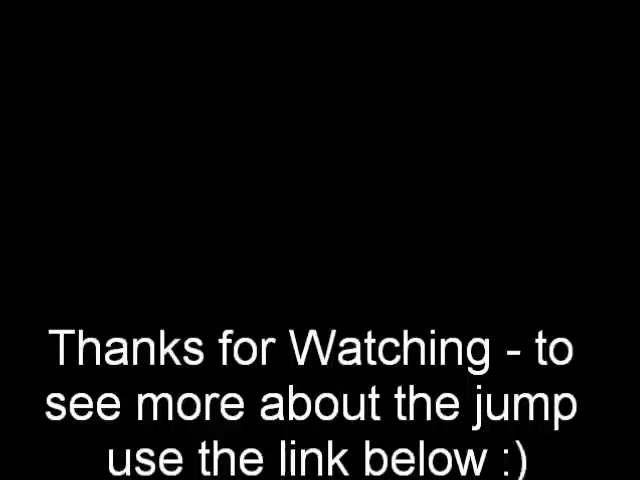 Thanks for Watching - to
see more about the jump
use the link below :)